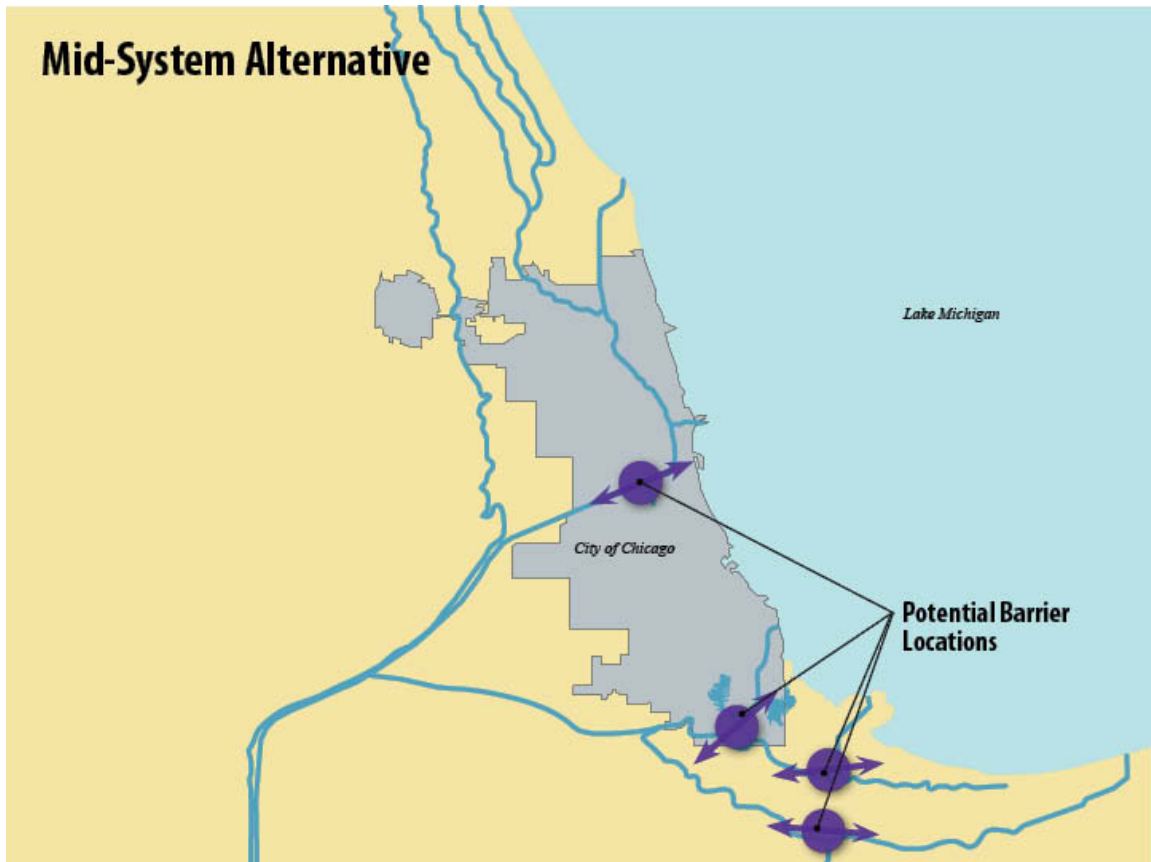 Mid-System Alternative
Lake Michigan
City of Chicago
Potential Barrier
Locations